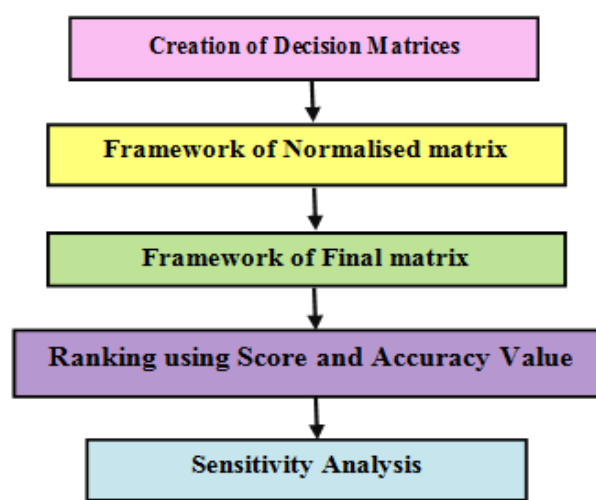 Creation of Decision Matrices
Framework of Normalised matrix
Framework of Final matrix
Ranking using Score and Accuracy Value
Sensitivity Analysis